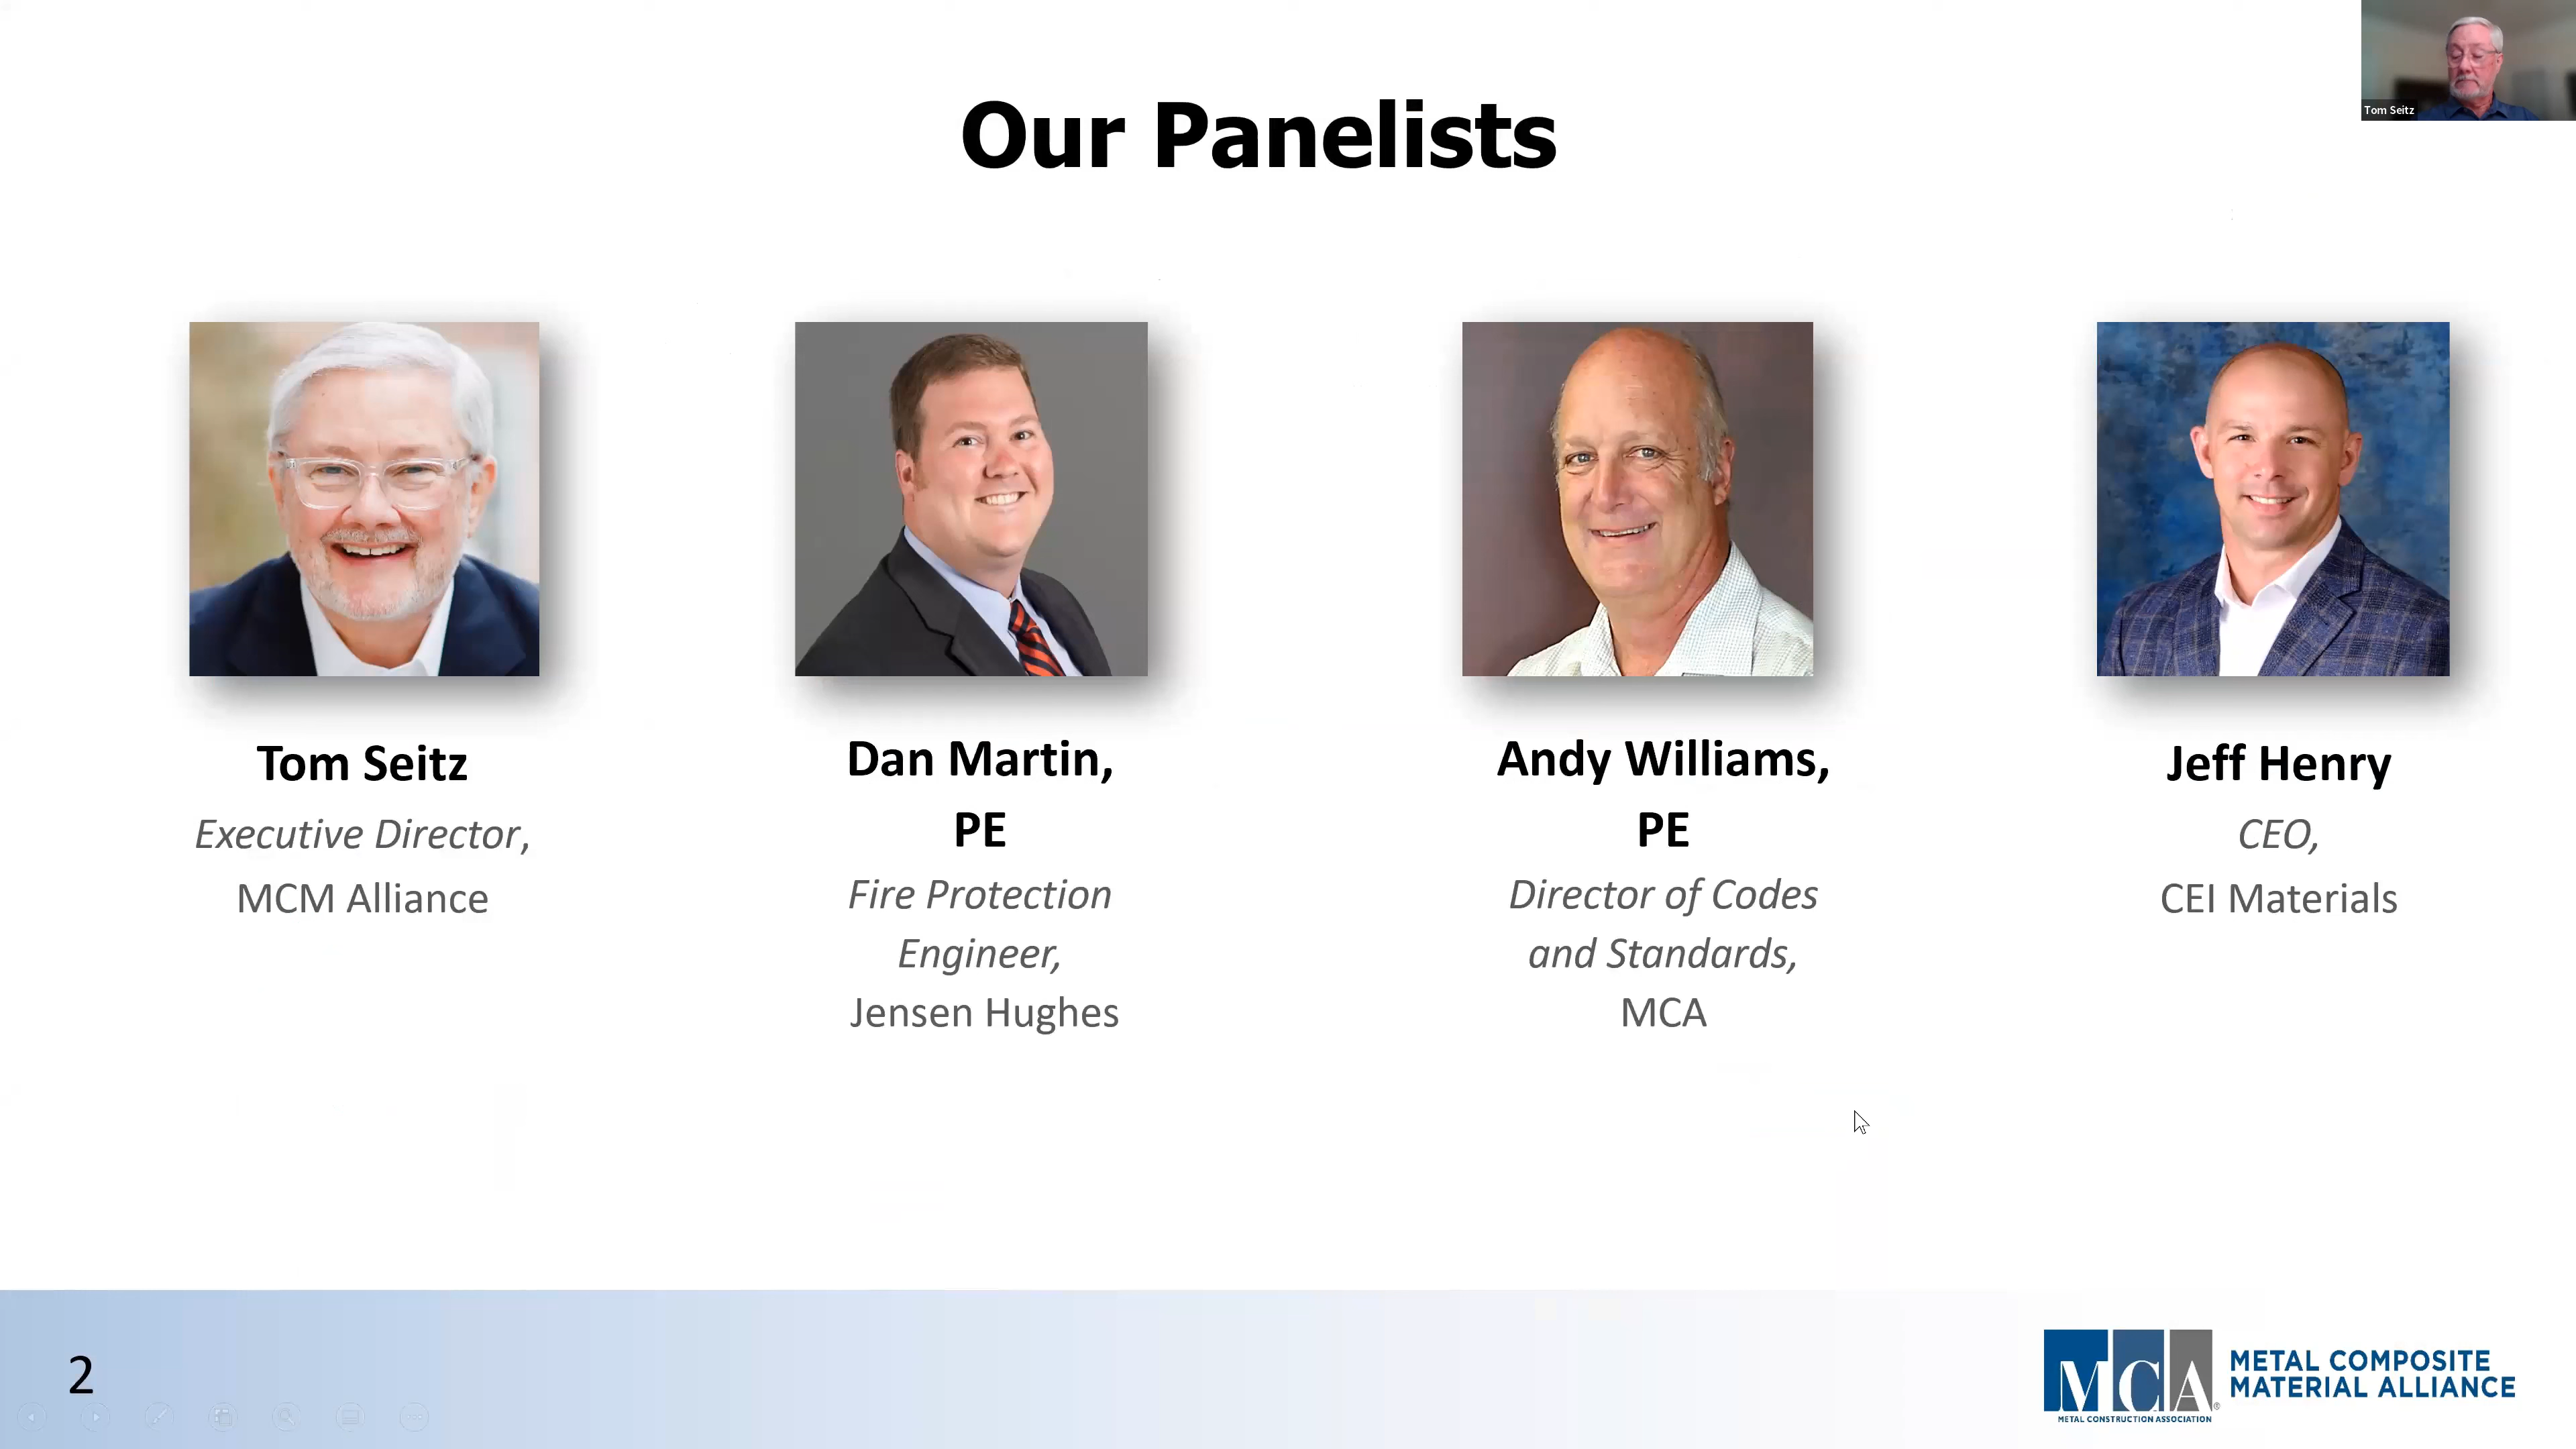 Our Panelists
Tom Seitz
Tom Seitz
Executive Director,
MCM Alliance
Dan Martin,
PE
Fire Protection
Engineer,
Jensen Hughes
Andy Williams,
PE
Director of Codes
and Standards,
MCA
Jeff Henry
CEO,
CEI Materials
2
MCA®
METAL CONSTRUCTION ASSOCIATION
METAL COMPOSITE
MATERIAL ALLIANCE